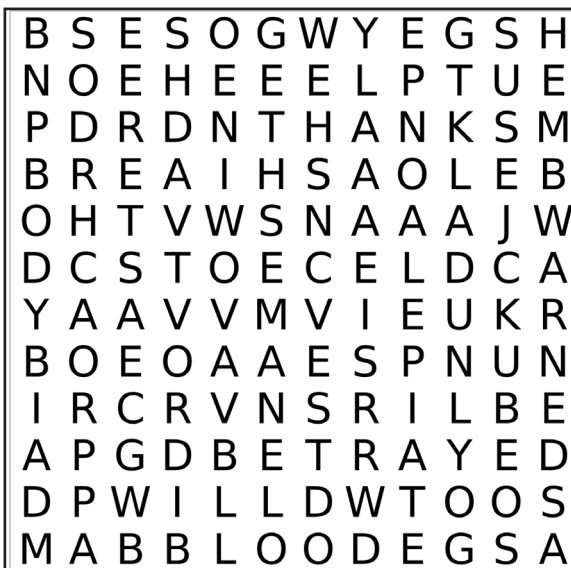 B S E S O G W Y E G S H
N O E H E E E L P T U E
P D R D N T H A N K S M
B R E A I H S A O L E B
O H T V W S N A A A J W
D C S T O E C E L D C A
Y A A V V M V I E U K R
B O E O A A E S P N U N
I R C R V N S R I L B E
A P G D B E T R A Y E D
D P W I L L D W T O O S
M A B B L O O D E G S A